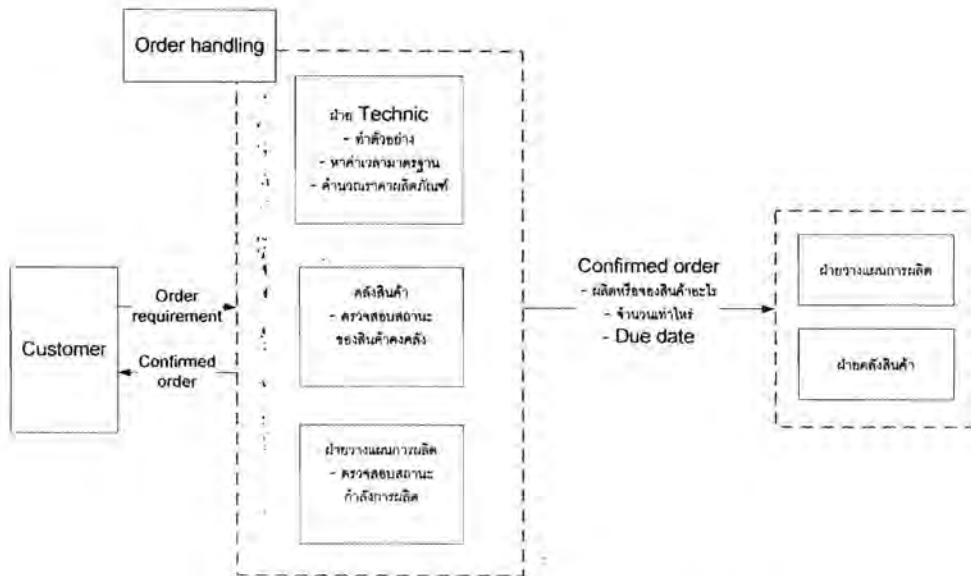 Order handling
ฝ่าย Technic
- ทำตัวอย่าง
- หาค่าเวลามาตรฐาน
- คำนวณราคาผลิตภัณฑ์
คลังสินค้า
- ตรวจสอบสถานะ
ของสินค้าคงคลัง
ฝ่ายวางแผนการผลิต
- ตรวจสอบสถานะ
กำลังการผลิต
Customer
Order
requirement
Confirmed
order
Confirmed order
- ผลิตหรือจองสินค้าอะไร
- จำนวนเท่าไหร่
- Due date
ฝ่ายวางแผนการผลิต
ฝ่ายคลังสินค้า